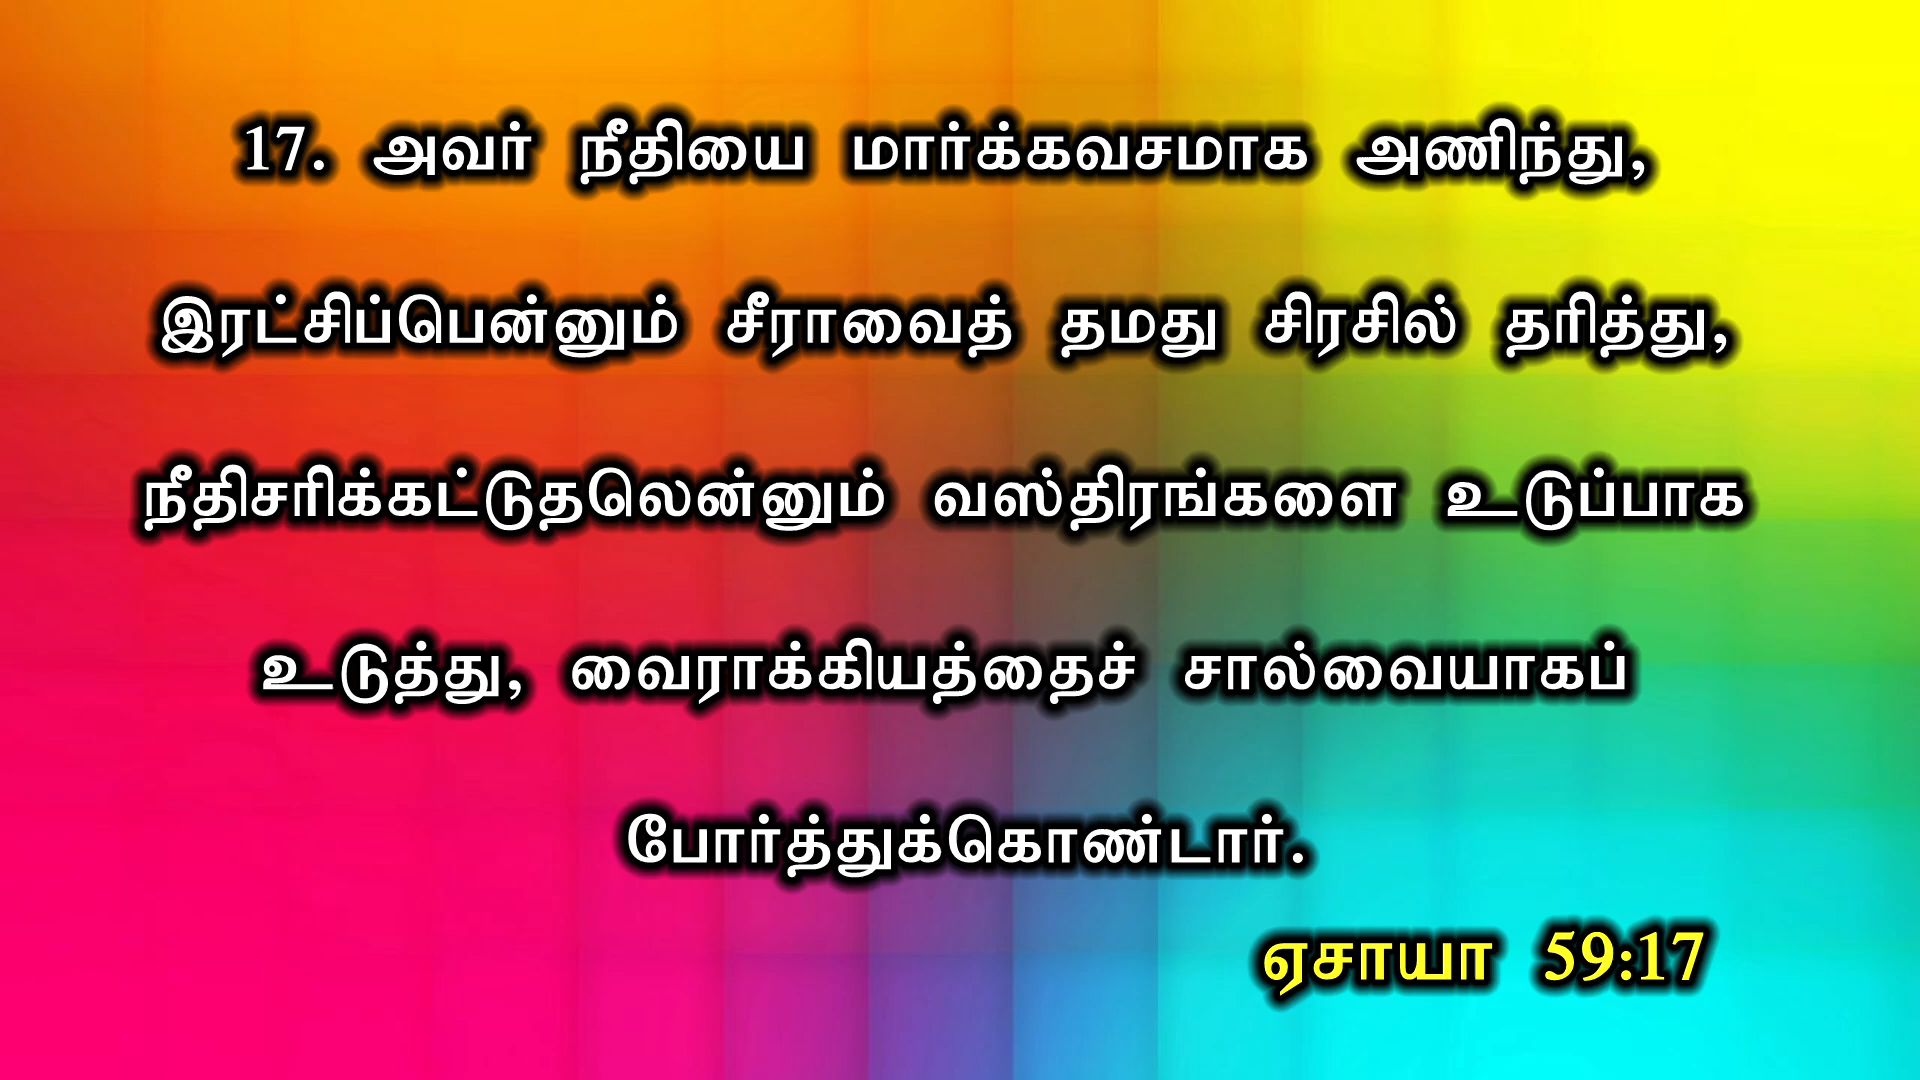 17. அவர் நீதியை மார்க்கவசமாக அணிந்து,
இரட்சிப்பென்னும் சீராவைத் தமது சிரசில் தரித்து,
நீதிசரிக்கட்டுதலென்னும் வஸ்திரங்களை உடுப்பாக
உடுத்து, வைராக்கியத்தைச் சால்வையாகப்
போர்த்துக்கொண்டார்.
ஏசாயா 59:17